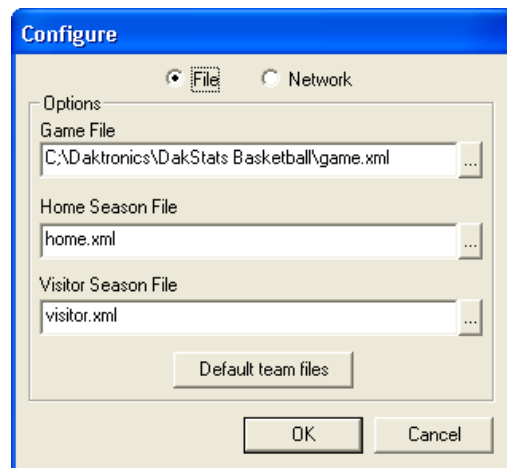 Configure
File Network
Options
Game File
C;\Daktronics\DakStats Basketball\game.xml
...
Home Season File
home.xml
...
Visitor Season File
visitor.xml
...
Default team files
OK Cancel